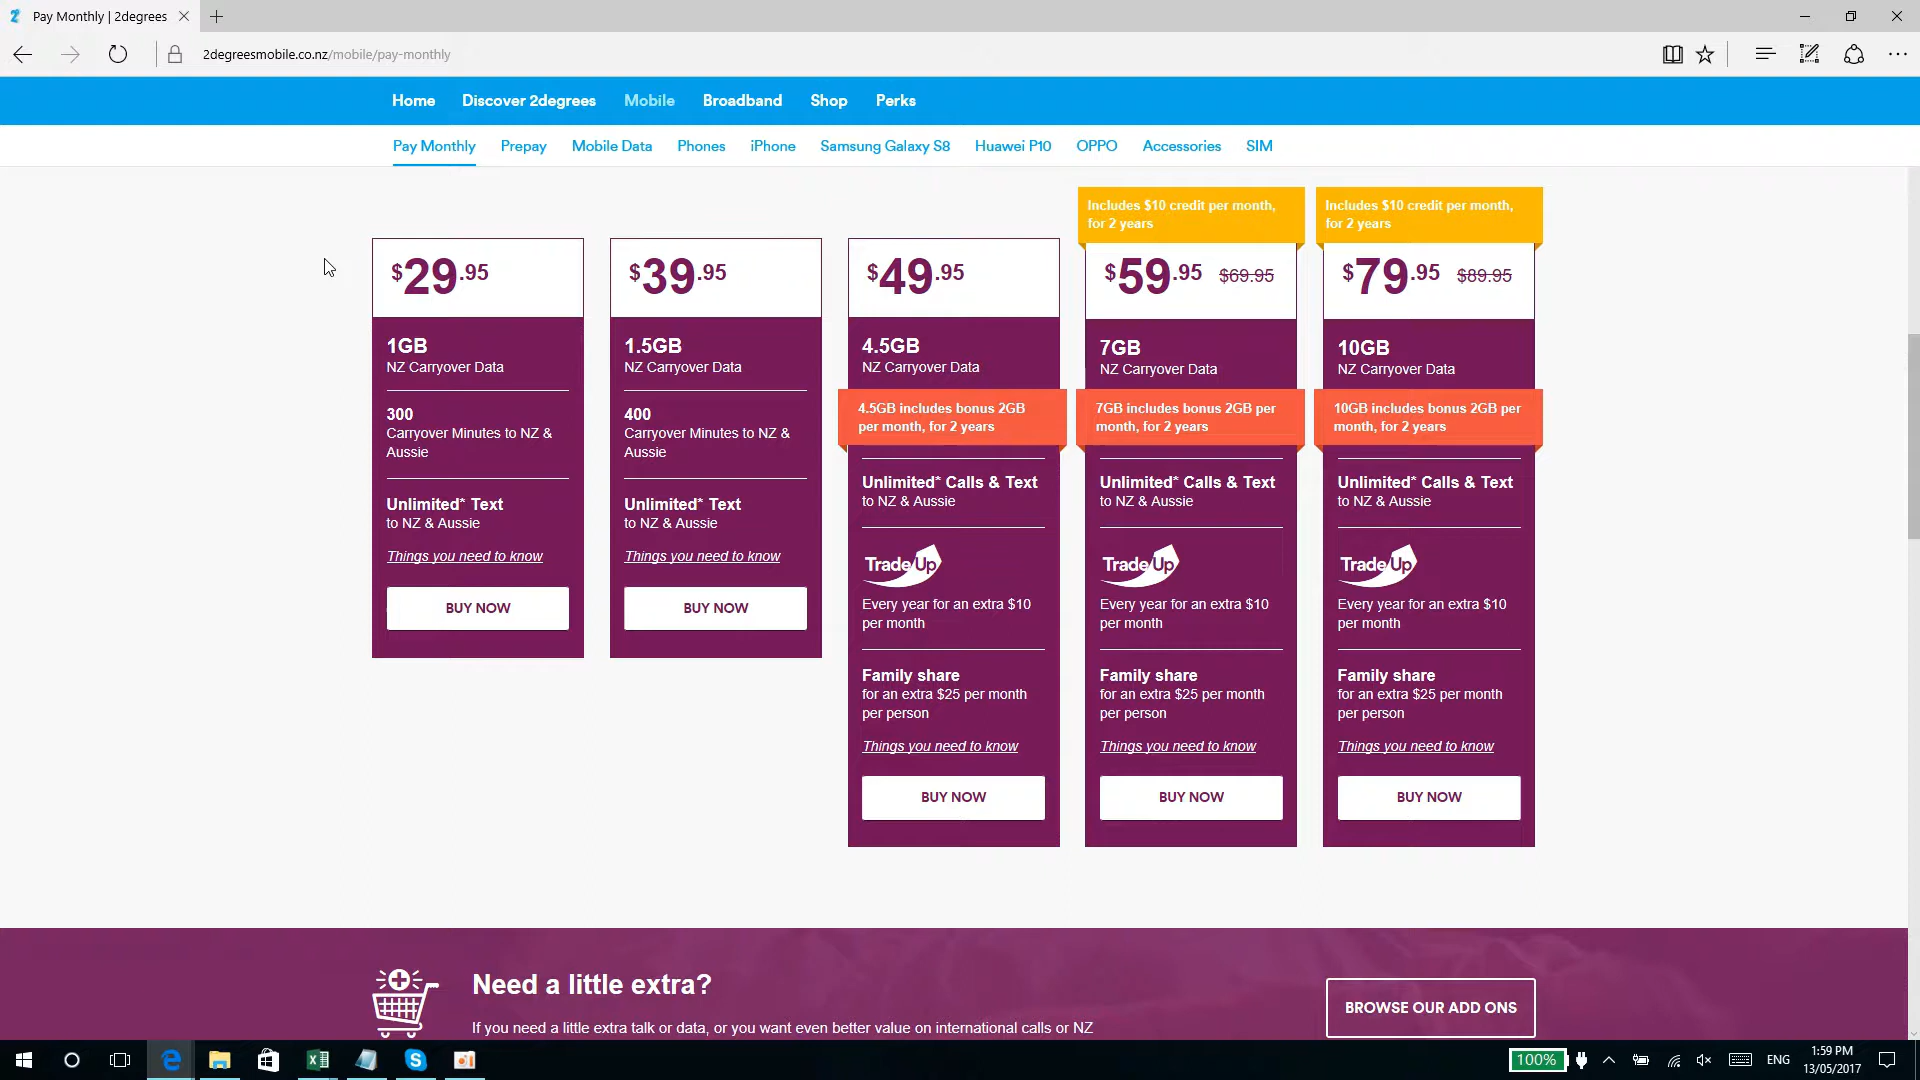 Pay Monthly | 2degrees
2degreesmobile.co.nz/mobile/pay-monthly
Home Discover 2degrees Mobile Broadband Shop Perks
Pay Monthly Prepay Mobile Data Phones iPhone Samsung Galaxy S8 Huawei P10 OPPO Accessories SIM
$29.95
1GB
NZ Carryover Data
300
Carryover Minutes to NZ &
Aussie
Unlimited* Text
to NZ & Aussie
Things you need to know
BUY NOW
$39.95
1.5GB
NZ Carryover Data
400
Carryover Minutes to NZ &
Aussie
Unlimited* Text
to NZ & Aussie
Things you need to know
BUY NOW
$49.95
4.5GB
NZ Carryover Data
4.5GB includes bonus 2GB
per month, for 2 years
Unlimited* Calls & Text
to NZ & Aussie
Trade Up
Every year for an extra $10
per month
Family share
for an extra $25 per month
per person
Things you need to know
BUY NOW
Includes $10 credit per month,
for 2 years
$59.95 $69.95
7GB
NZ Carryover Data
7GB includes bonus 2GB per
month, for 2 years
Unlimited* Calls & Text
to NZ & Aussie
Trade Up
Every year for an extra $10
per month
Family share
for an extra $25 per month
per person
Things you need to know
BUY NOW
Includes $10 credit per month,
for 2 years
$79.95 $89.95
10GB
NZ Carryover Data
10GB includes bonus 2GB per
month, for 2 years
Unlimited* Calls & Text
to NZ & Aussie
Trade Up
Every year for an extra $10
per month
Family share
for an extra $25 per month
per person
Things you need to know
BUY NOW
Need a little extra?
If you need a little extra talk or data, or you want even better value on international calls or NZ
BROWSE OUR ADD ONS
100%
ENG
1:59 PM
13/05/2017